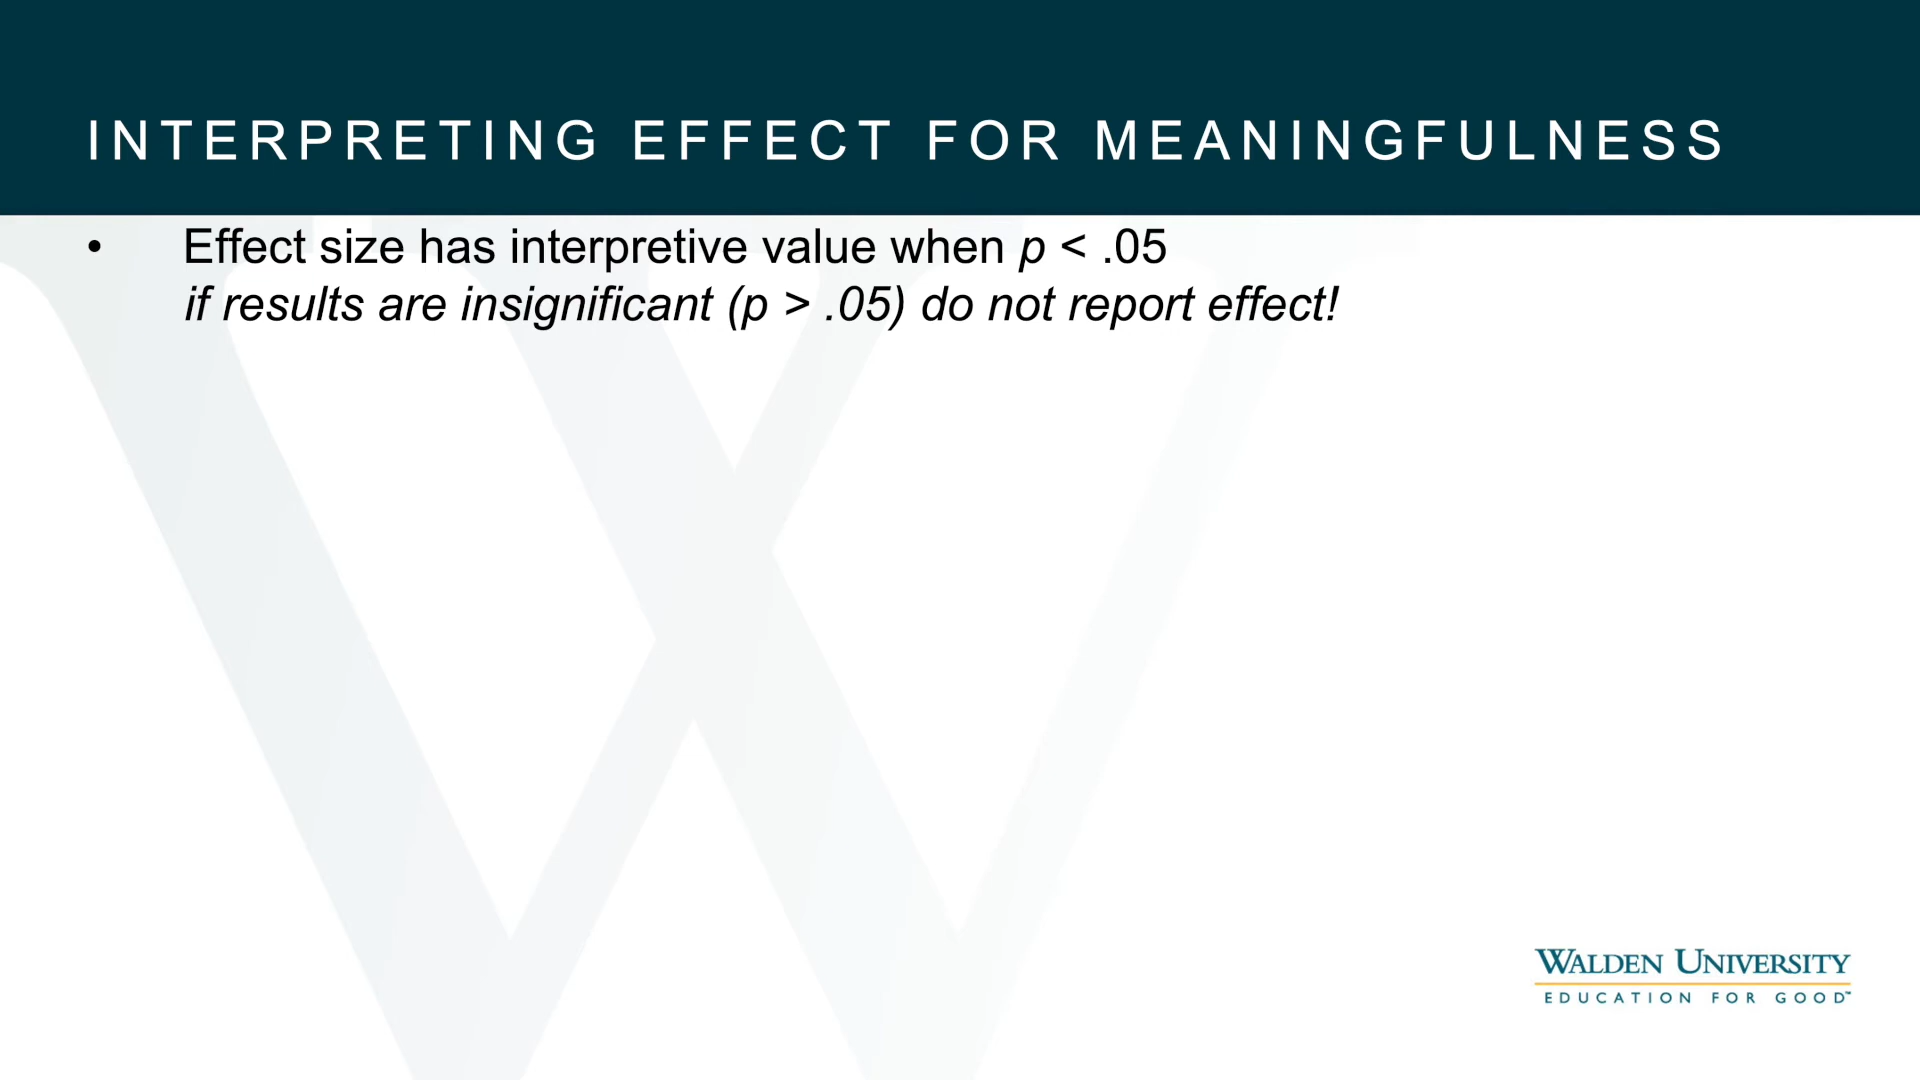 INTERPRETING EFFECT FOR MEANINGFULNESS
• Effect size has interpretive value when p < .05
if results are insignificant (p > .05) do not report effect!
WALDEN UNIVERSITY
EDUCATION FOR GOOD™